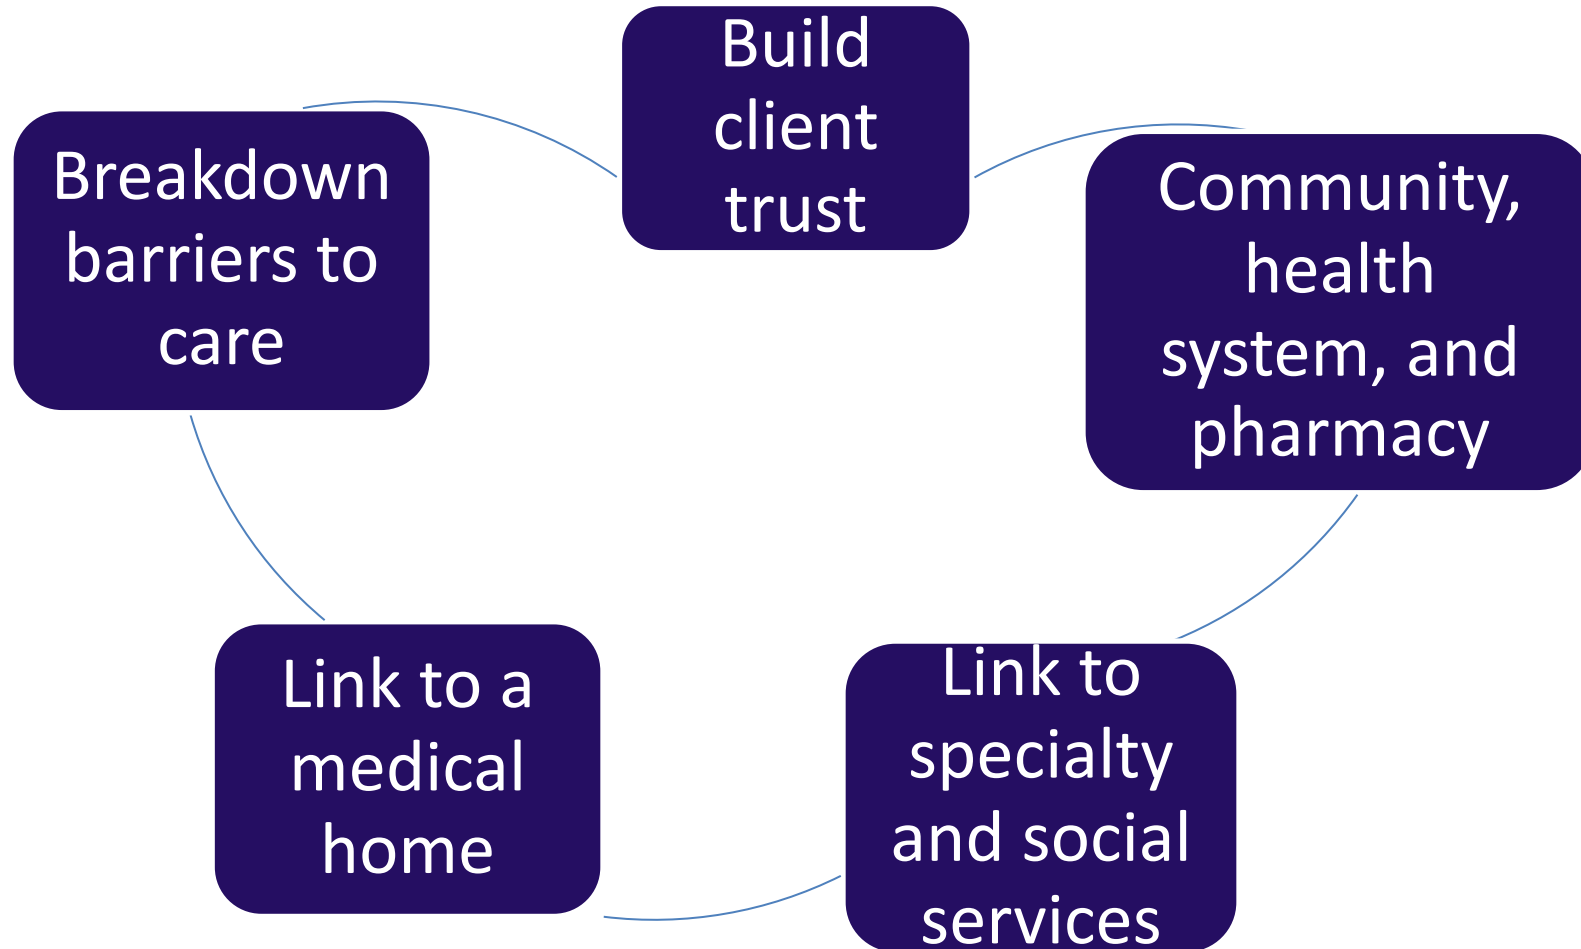 Build
client
trust
Community,
health
system, and
pharmacy
Link to
specialty
and social
services
Link to a
medical
home
Breakdown
barriers to
care